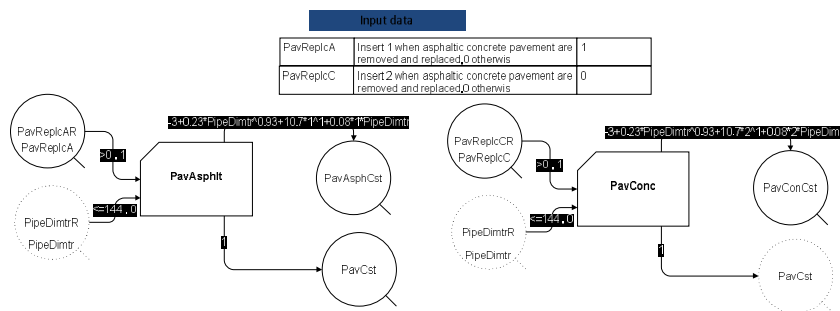 Input data
PavReplcA
Insert 1 when asphaltic concrete pavement are
removed and replaced,0 otherwis
1
PavReplcC
Insert 2 when asphaltic concrete pavement are
removed and replaced,0 otherwis
0
PavReplcAR
PavReplcA
>0.1
PipeDimtrR
PipeDimtr
<=144.0
PavAsphlt
-3+0.23*PipeDimtr^0.93+10.7*1^1+0.08*1*PipeDimtr
PavAsphCst
1
PavCst
PavReplcCR
PavReplcC
>0.1
PipeDimtrR
PipeDimtr
<=144.0
PavConc
-3+0.23*PipeDimtr^0.93+10.7*2^1+0.08*2*PipeDim
PavConCst
1
PavCst